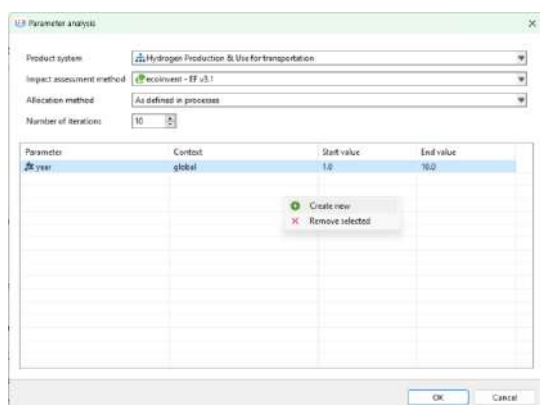 Parameter analysis
Product system Hydrogen Production & Use for transportation
Impact assessment method ecoinvent - EF v3.1
Allocation method As defined in processes
Number of iterations 10
Parameter Context Start value End value
fx year global 1.0 10.0
Create new
Remove selected
OK Cancel